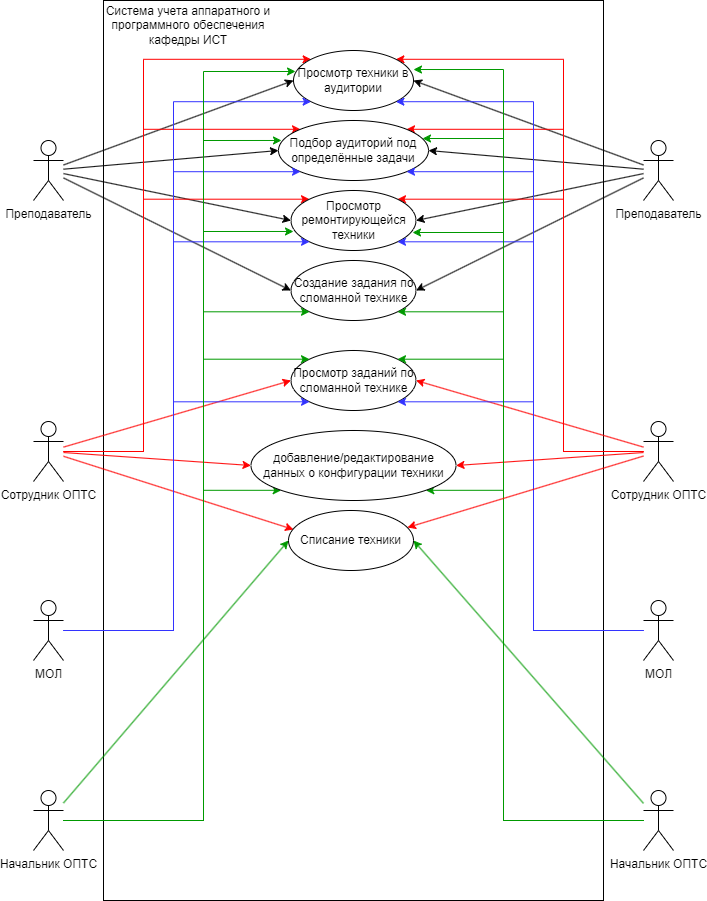 Система учета аппаратного и
программного обеспечения
кафедры ИСТ
Просмотр техники в
аудитории
Подбор аудиторий под
определённые задачи
Преподаватель
Преподаватель
Просмотр
ремонтирующейся
техники
Создание задания по
сломанной технике
Просмотр заданий по
сломанной технике
добавление/редактирование
данных о конфигурации техники
Сотрудник ОПТС
Сотрудник ОПТС
Списание техники
МОЛ
МОЛ
Начальник ОПТС
Начальник ОПТС